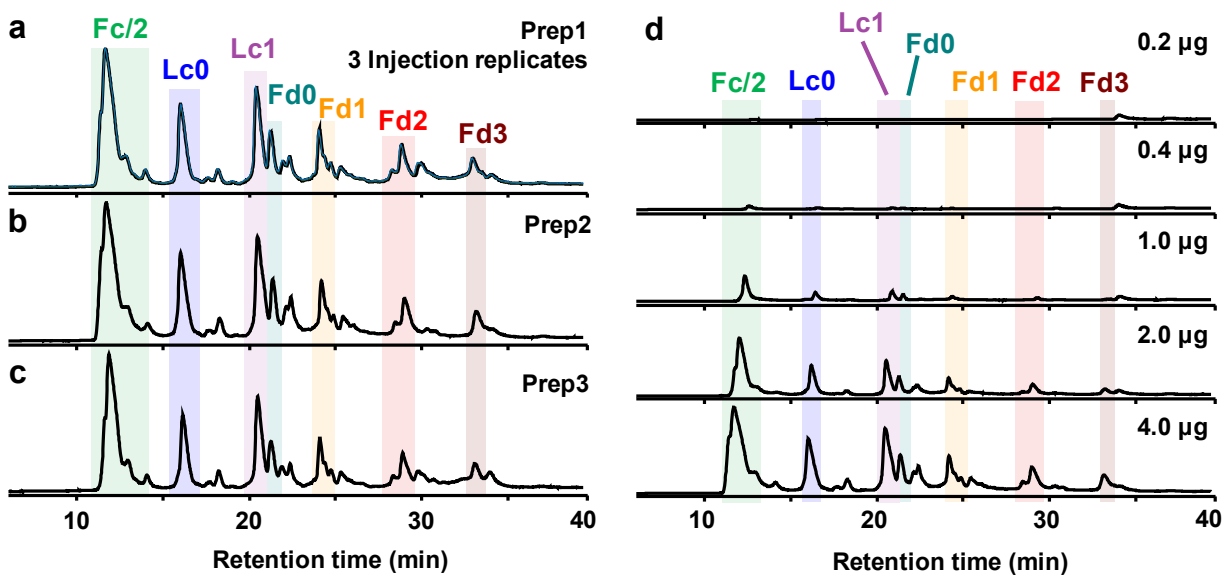 a
Fc/2
Lc0
Lc1
Fd0
Fd1
Fd2
Fd3
Prep1
3 Injection replicates
b
Prep2
c
Prep3
10 20 30 40
Retention time (min)
d
Lc1
Fd0
0.2 µg
Fc/2 Lc0 Fd1 Fd2 Fd3
0.4 µg
1.0 µg
2.0 µg
4.0 µg
10 20 30 40
Retention time (min)